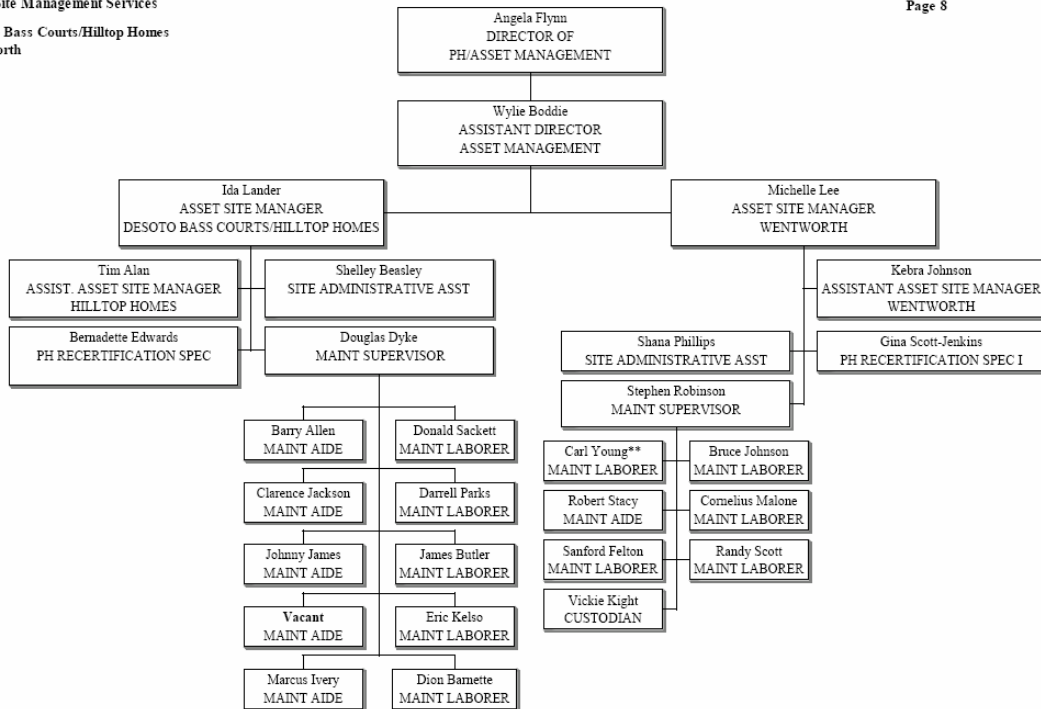 ite Management Services
Page 8
Bass Courts/Hilltop Homes
orth
Angela Flynn
DIRECTOR OF
PH/ASSET MANAGEMENT
Wylie Boddie
ASSISTANT DIRECTOR
ASSET MANAGEMENT
Ida Lander
ASSET SITE MANAGER
DESOTO BASS COURTS/HILLTOP HOMES
Michelle Lee
ASSET SITE MANAGER
WENTWORTH
Tim Alan
ASSIST. ASSET SITE MANAGER
HILLTOP HOMES
Shelley Beasley
SITE ADMINISTRATIVE ASST
Kebra Johnson
ASSISTANT ASSET SITE MANAGER
WENTWORTH
Bernadette Edwards
PH RECERTIFICATION SPEC
Douglas Dyke
MAINT SUPERVISOR
Shana Phillips
SITE ADMINISTRATIVE ASST
Gina Scott-Jenkins
PH RECERTIFICATION SPEC I
Stephen Robinson
MAINT SUPERVISOR
Barry Allen
MAINT AIDE
Donald Sackett
MAINT LABORER
Clarence Jackson
MAINT AIDE
Darrell Parks
MAINT LABORER
Johnny James
MAINT AIDE
James Butler
MAINT LABORER
Vacant
MAINT AIDE
Eric Kelso
MAINT LABORER
Marcus Ivery
MAINT AIDE
Dion Barnette
MAINT LABORER
Carl Young**
MAINT LABORER
Bruce Johnson
MAINT LABORER
Robert Stacy
MAINT AIDE
Cornelius Malone
MAINT LABORER
Sanford Felton
MAINT LABORER
Randy Scott
MAINT LABORER
Vickie Kight
CUSTODIAN